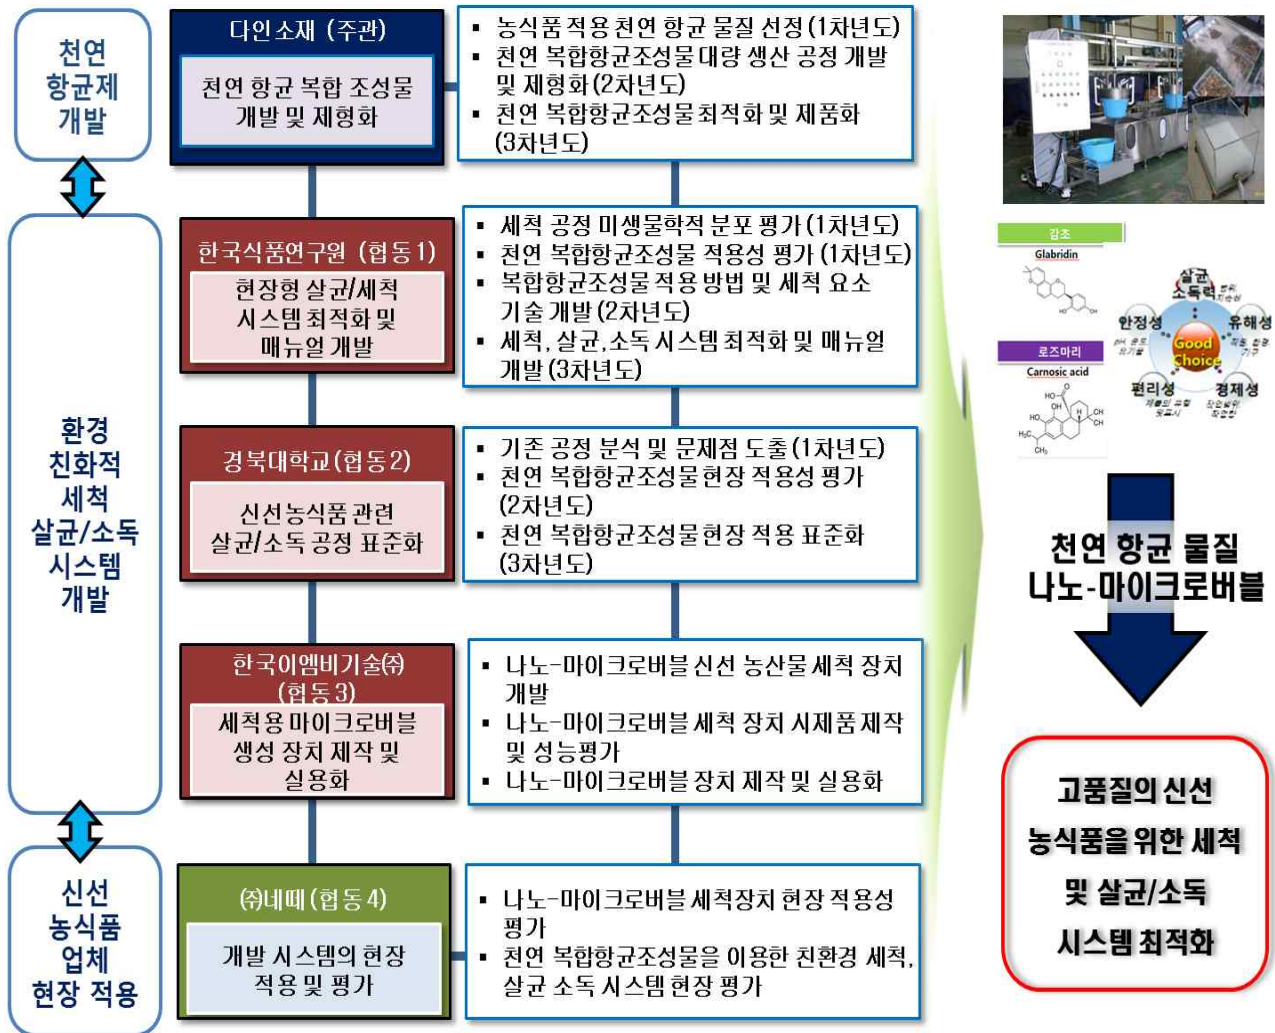 천연
항균제
개발
다인소재 (주관)
천연 항균 복합 조성물
개발 및 제형화
▪ 농식품 적용 천연 항균 물질 선정 (1차년도)
▪ 천연 복합항균조성물 대량 생산 공정 개발
및 제형화 (2차년도)
▪ 천연 복합항균조성물 최적화 및 제품화
(3차년도)
환경
친화적
세척
살균/소독
시스템
개발
한국식품연구원 (협동1)
현장형 살균/세척
시스템 최적화 및
매뉴얼 개발
▪ 세척 공정 미생물학적 분포 평가 (1차년도)
▪ 천연 복합항균조성물 적용성 평가 (1차년도)
▪ 복합항균조성물 적용 방법 및 세척 요소
기술 개발 (2차년도)
▪ 세척, 살균,소독 시스템 최적화 및 매뉴얼
개발 (3차년도)
경북대학교 (협동2)
신선농식품 관련
살균/소독 공정 표준화
▪ 기존 공정 분석 및 문제점 도출 (1차년도)
▪ 천연 복합항균조성물 현장 적용성 평가
(2차년도)
▪ 천연 복합항균조성물 현장 적용 표준화
(3차년도)
한국이엠비기술㈜
(협동3)
세척용 마이크로버블
생성 장치 제작 및
실용화
▪ 나노-마이크로버블 신선 농산물 세척 장치
개발
▪ 나노-마이크로버블 세척 장치 시제품 제작
및 성능평가
▪ 나노-마이크로버블 장치 제작 및 실용화
신선
농식품
업체
현장 적용
㈜네떼 (협동4)
개발 시스템의 현장
적용 및 평가
▪ 나노-마이크로버블 세척장치 현장 적용성
평가
▪ 천연 복합항균조성물을 이용한 친환경 세척,
살균 소독 시스템 현장 평가
감초
Glabridin
HO
OH
로즈마리
Carnosic acid
HO
O
OH
HO
H
CH
CH
H₃C
CH₃
살균
소독력
안정성
pH, 온도,
유기물
유해성
Good
Choice
편리성
경제성
천연 항균 물질
나노-마이크로버블
고품질의 신선
농식품을 위한 세척
및 살균/소독
시스템 최적화